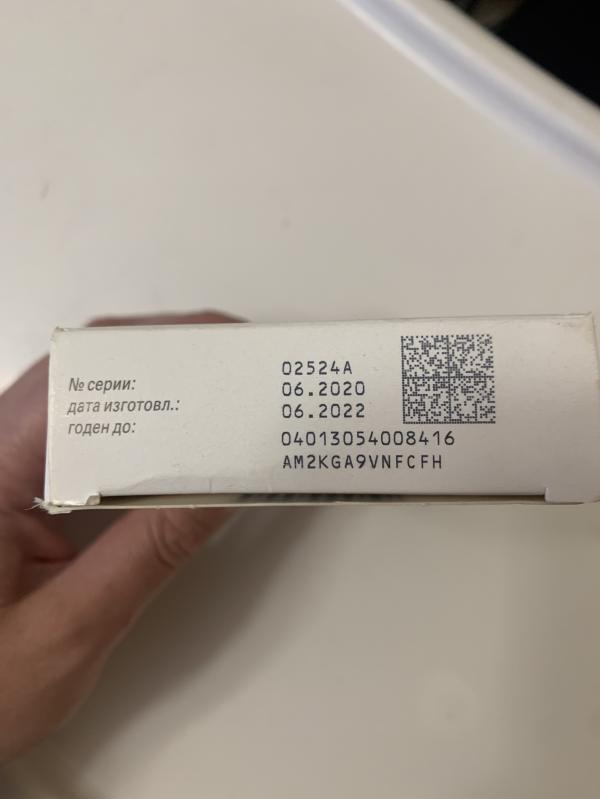 № серии:
дата изготовл.:
годен до:
02524A
06.2020
06.2022
04013054008416
AM2KGA9VNFCFH